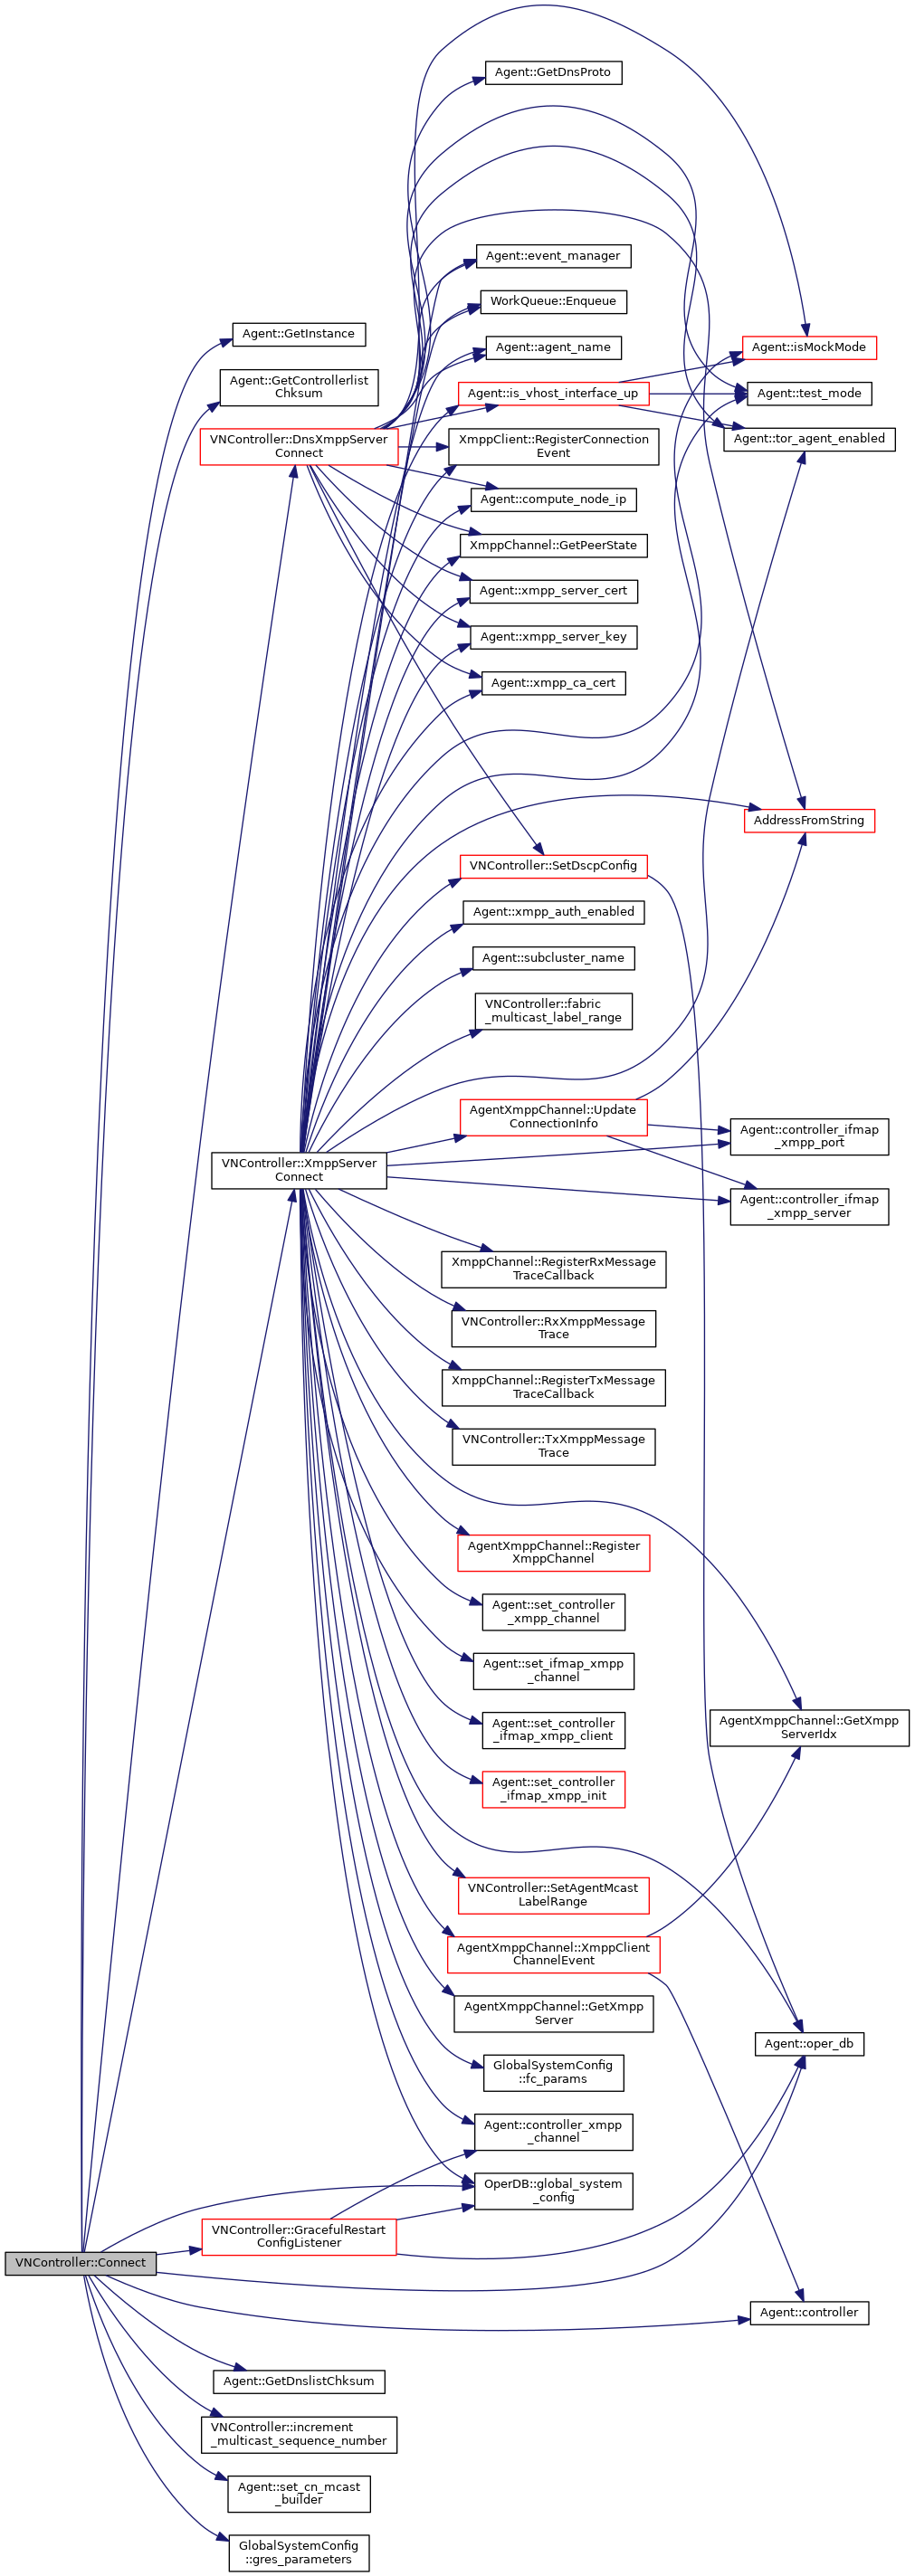 Agent::GetDnsProto
Agent::event_manager
WorkQueue::Enqueue
Agent::GetInstance
Agent::agent_name
Agent::isMockMode
Agent::GetControllerlist
Chksum
Agent::is_vhost_interface_up
Agent::test_mode
VNController::DnsXmppServer
Connect
XmppClient::RegisterConnection
Event
Agent::tor_agent_enabled
Agent::compute_node_ip
XmppChannel::GetPeerState
Agent::xmpp_server_cert
Agent::xmpp_server_key
Agent::xmpp_ca_cert
AddressFromString
VNController::SetDscpConfig
Agent::xmpp_auth_enabled
Agent::subcluster_name
VNController::fabric
_multicast_label_range
AgentXmppChannel::Update
ConnectionInfo
Agent::controller_ifmap
_xmpp_port
VNController::XmppServer
Connect
Agent::controller_ifmap
_xmpp_server
XmppChannel::RegisterRxMessage
TraceCallback
VNController::RxXmppMessage
Trace
XmppChannel::RegisterTxMessage
TraceCallback
VNController::TxXmppMessage
Trace
AgentXmppChannel::Register
XmppChannel
Agent::set_controller
_xmpp_channel
Agent::set_ifmap_xmpp
_channel
Agent::set_controller
_ifmap_xmpp_client
AgentXmppChannel::GetXmpp
ServerIdx
Agent::set_controller
_ifmap_xmpp_init
VNController::SetAgentMcast
LabelRange
AgentXmppChannel::XmppClient
ChannelEvent
AgentXmppChannel::GetXmpp
Server
Agent::oper_db
GlobalSystemConfig
::fc_params
Agent::controller_xmpp
_channel
OperDB::global_system
_config
VNController::GracefulRestart
ConfigListener
VNController::Connect
Agent::controller
Agent::GetDnslistChksum
VNController::increment
_multicast_sequence_number
Agent::set_cn_mcast
_builder
GlobalSystemConfig
::gres_parameters